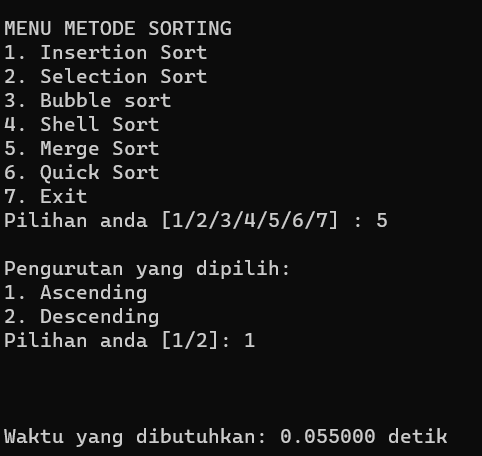 MENU METODE SORTING
1. Insertion Sort
2. Selection Sort
3. Bubble sort
4. Shell Sort
5. Merge Sort
6. Quick Sort
7. Exit
Pilihan anda [1/2/3/4/5/6/7] : 5
Pengurutan yang dipilih:
1. Ascending
2. Descending
Pilihan anda [1/2]: 1
Waktu yang dibutuhkan: 0.055000 detik